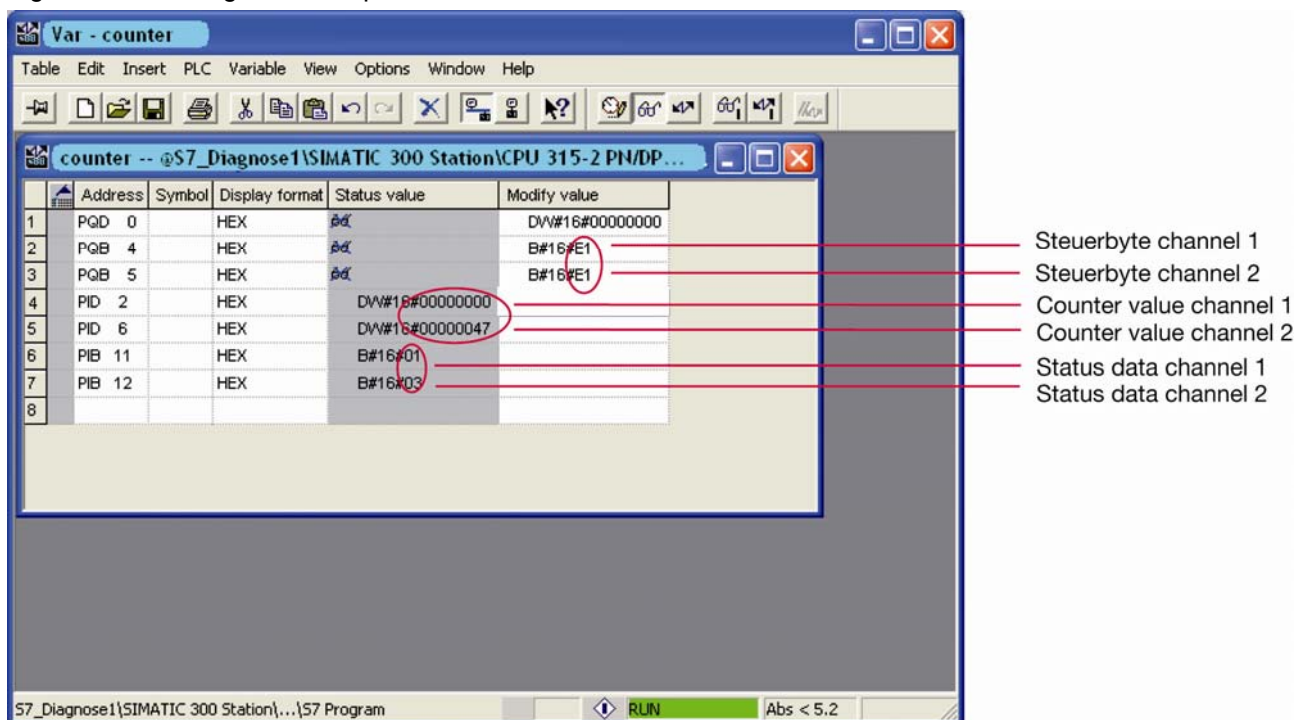 Var - counter
Table Edit Insert PLC Variable View Options Window Help
counter -- @S7_Diagnose1\SIMATIC 300 Station\CPU 315-2 PN/DP...
Address Symbol Display format Status value Modify value
1 PQD 0 HEX DW#16#00000000
2 PQB 4 HEX B#16#E1
3 PQB 5 HEX B#16#E1
4 PID 2 HEX DW#16#00000000
5 PID 6 HEX DW#16#00000047
6 PIB 11 HEX B#16#01
7 PIB 12 HEX B#16#03
8
Steuerbyte channel 1
Steuerbyte channel 2
Counter value channel 1
Counter value channel 2
Status data channel 1
Status data channel 2
S7_Diagnose1\SIMATIC 300 Station\...\S7 Program RUN Abs < 5.2